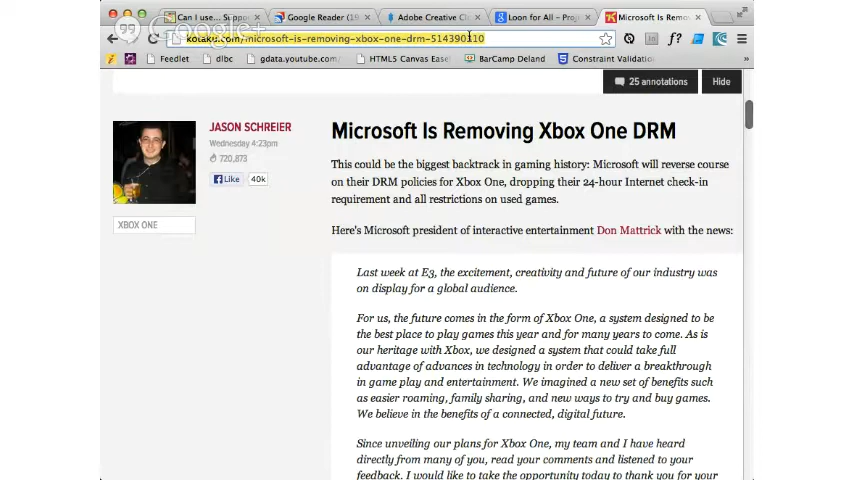 Can I use... Suppo
Google Reader (19
Adobe Creative Cl
Loon for All – Proj
Microsoft Is Remov
Google+
kotaku.com/microsoft-is-removing-xbox-one-drm-514390110
f?
Feedlet
dlbc
gdata.youtube.com/
HTML5 Canvas Ease
BarCamp Deland
Constraint Validatio
»
25 annotations
Hide
JASON SCHREIER
Wednesday 4:23pm
720,873
Like
40k
XBOX ONE
Microsoft Is Removing Xbox One DRM
This could be the biggest backtrack in gaming history: Microsoft will reverse course
on their DRM policies for Xbox One, dropping their 24-hour Internet check-in
requirement and all restrictions on used games.
Here's Microsoft president of interactive entertainment Don Mattrick with the news:
Last week at E3, the excitement, creativity and future of our industry was
on display for a global audience.
For us, the future comes in the form of Xbox One, a system designed to be
the best place to play games this year and for many years to come. As is
our heritage with Xbox, we designed a system that could take full
advantage of advances in technology in order to deliver a breakthrough
in game play and entertainment. We imagined a new set of benefits such
as easier roaming, family sharing, and new ways to try and buy games.
We believe in the benefits of a connected, digital future.
Since unveiling our plans for Xbox One, my team and I have heard
directly from many of you, read your comments and listened to your
feedback. I would like to take the opportunity today to thank you for your